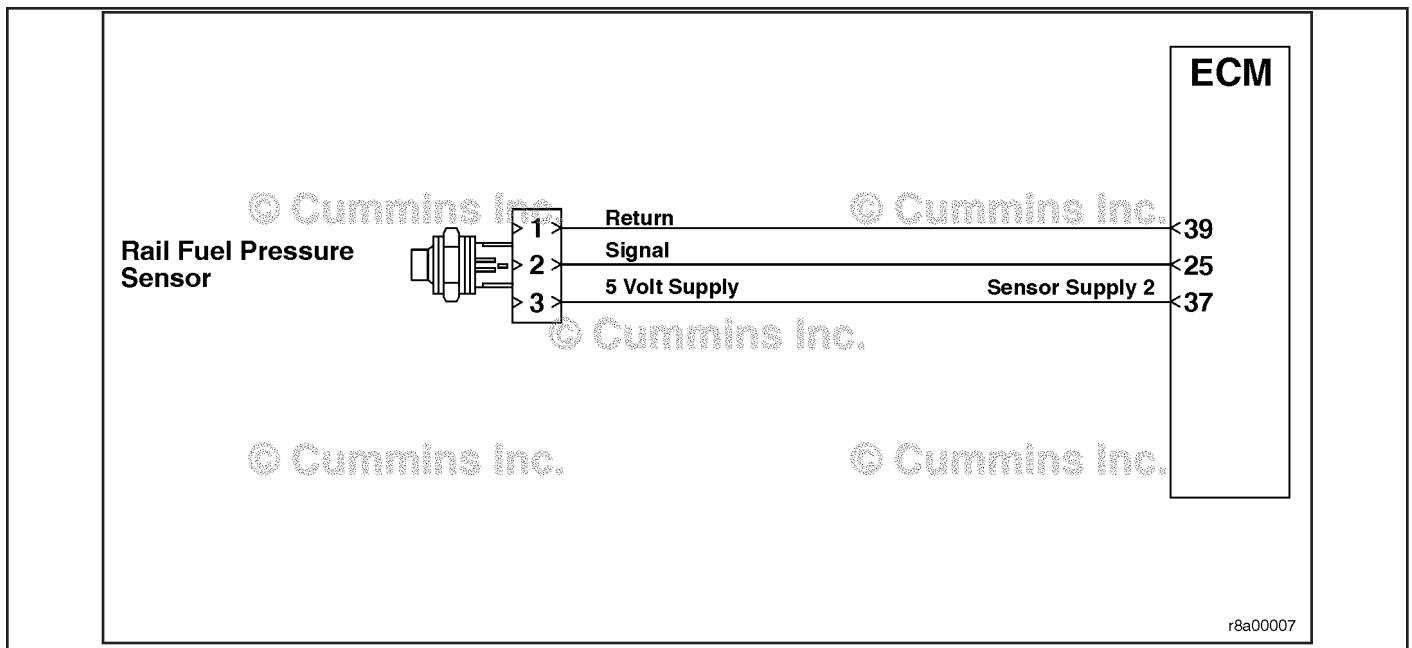 ECM
© Cummins Inc.
© Cummins Inc.
Rail Fuel Pressure
Sensor
1
Return
39
2
Signal
25
3
5 Volt Supply
Sensor Supply 2
37
© Cummins Inc.
© Cummins Inc.
© Cummins Inc.
r8a00007